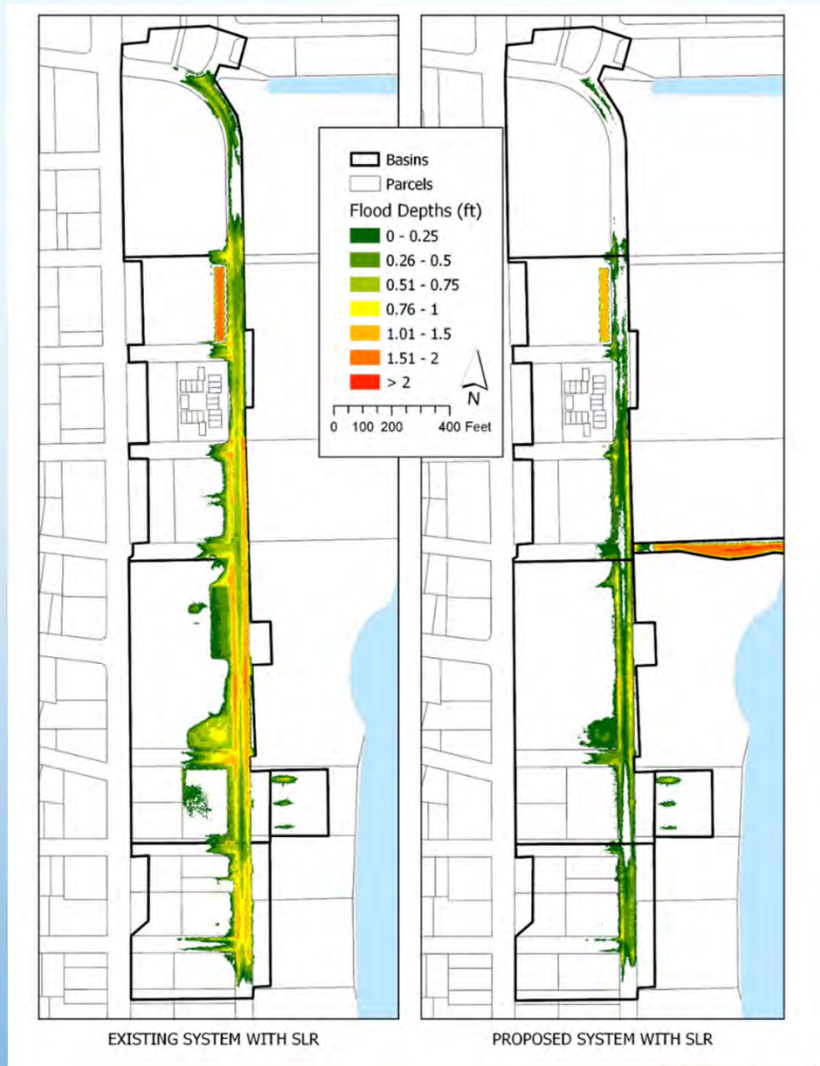 Basins
Parcels
Flood Depths (ft)
0 - 0.25
0.26 - 0.5
0.51 - 0.75
0.76 - 1
1.01 - 1.5
1.51 - 2
> 2
N
0 100 200 400 Feet
EXISTING SYSTEM WITH SLR
PROPOSED SYSTEM WITH SLR